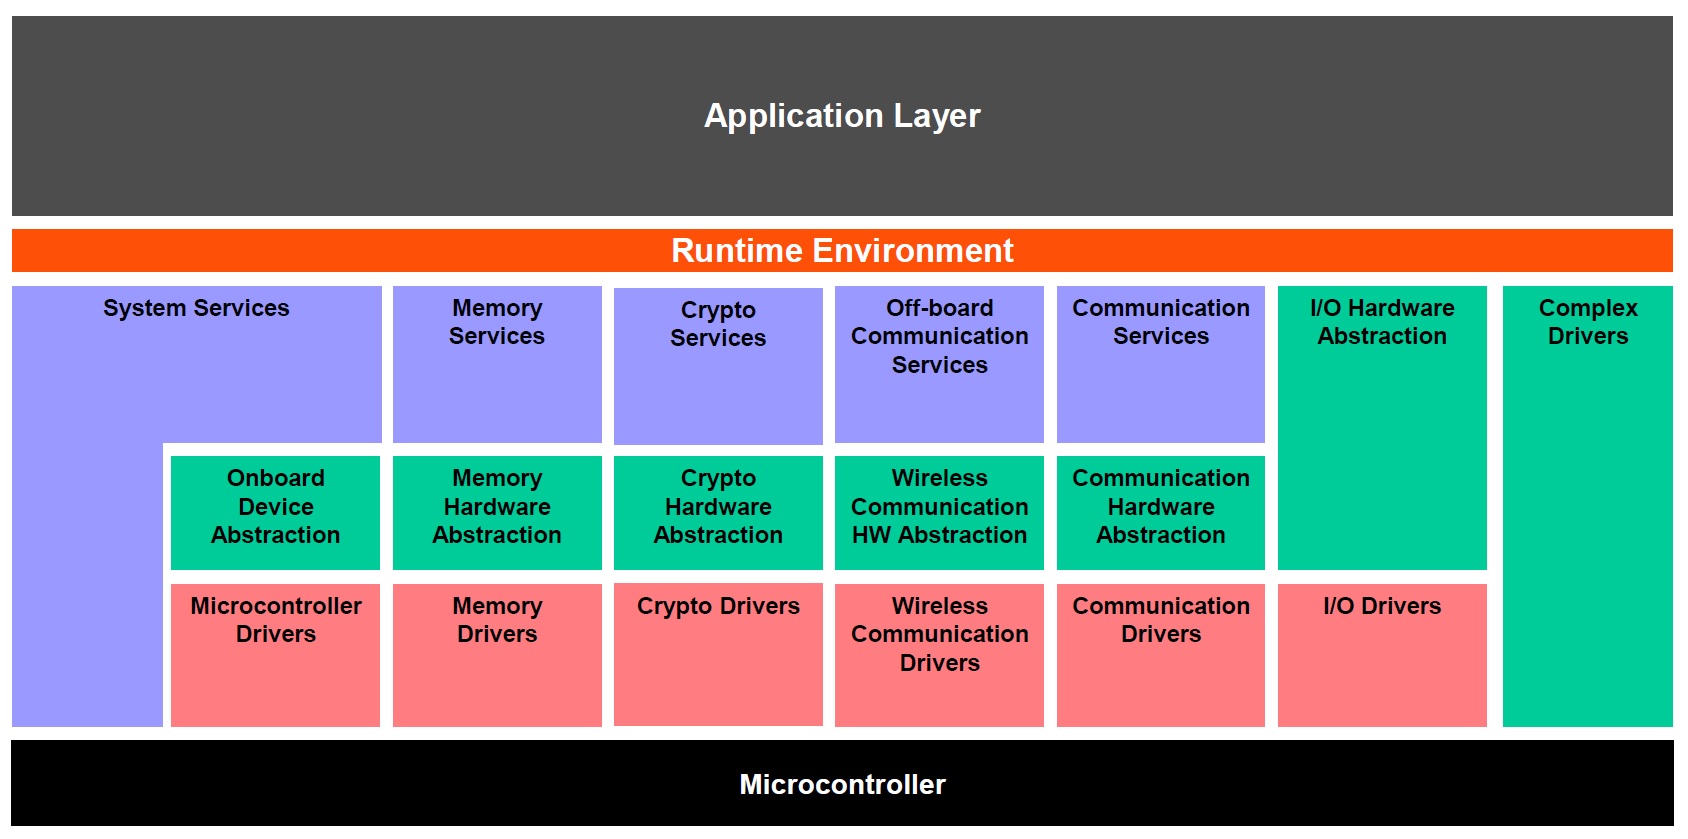 Application Layer
Runtime Environment
System Services
Memory
Services
Crypto
Services
Off-board
Communication
Services
Communication
Services
I/O Hardware
Abstraction
Complex
Drivers
Onboard
Device
Abstraction
Memory
Hardware
Abstraction
Crypto
Hardware
Abstraction
Wireless
Communication
HW Abstraction
Communication
Hardware
Abstraction
Microcontroller
Drivers
Memory
Drivers
Crypto Drivers
Wireless
Communication
Drivers
Communication
Drivers
I/O Drivers
Microcontroller